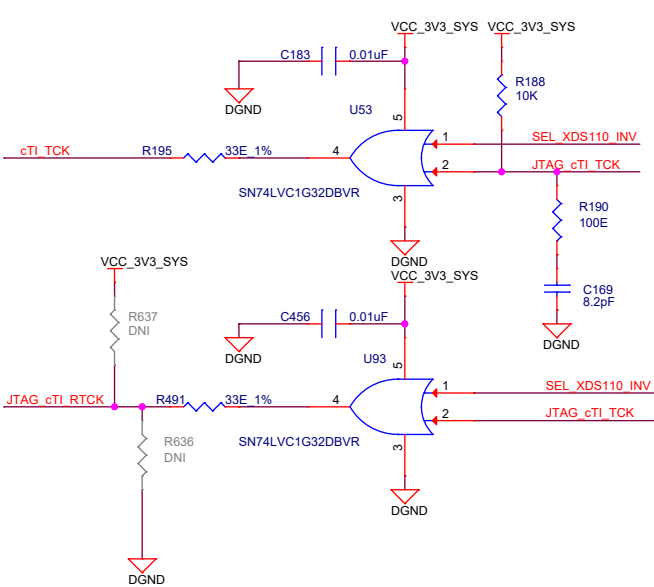 VCC_3V3_SYS VCC_3V3_SYS
C183 0.01uF
R188
10K
DGND
U53
5
cTI_TCK R195 33E_1% 4 1 SEL_XDS110_INV
2 JTAG_cTI_TCK
SN74LVC1G32DBVR
3
R190
100E
DGND
VCC_3V3_SYS VCC_3V3_SYS
C169
8.2pF
R637
DNI
C456 0.01uF
DGND DGND
U93
5
JTAG_cTI_RTCK R491 33E_1% 4 1 SEL_XDS110_INV
2 JTAG_cTI_TCK
R636
DNI
SN74LVC1G32DBVR
3
DGND
DGND